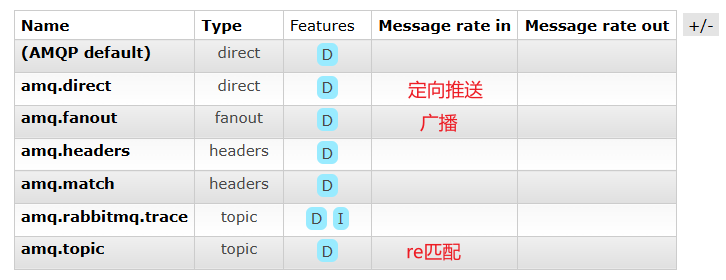 Name Type Features Message rate in Message rate out +/-
(AMQP default) direct D
amq.direct direct D 定向推送
amq.fanout fanout D 广播
amq.headers headers D
amq.match headers D
amq.rabbitmq.trace topic D I
amq.topic topic D re匹配